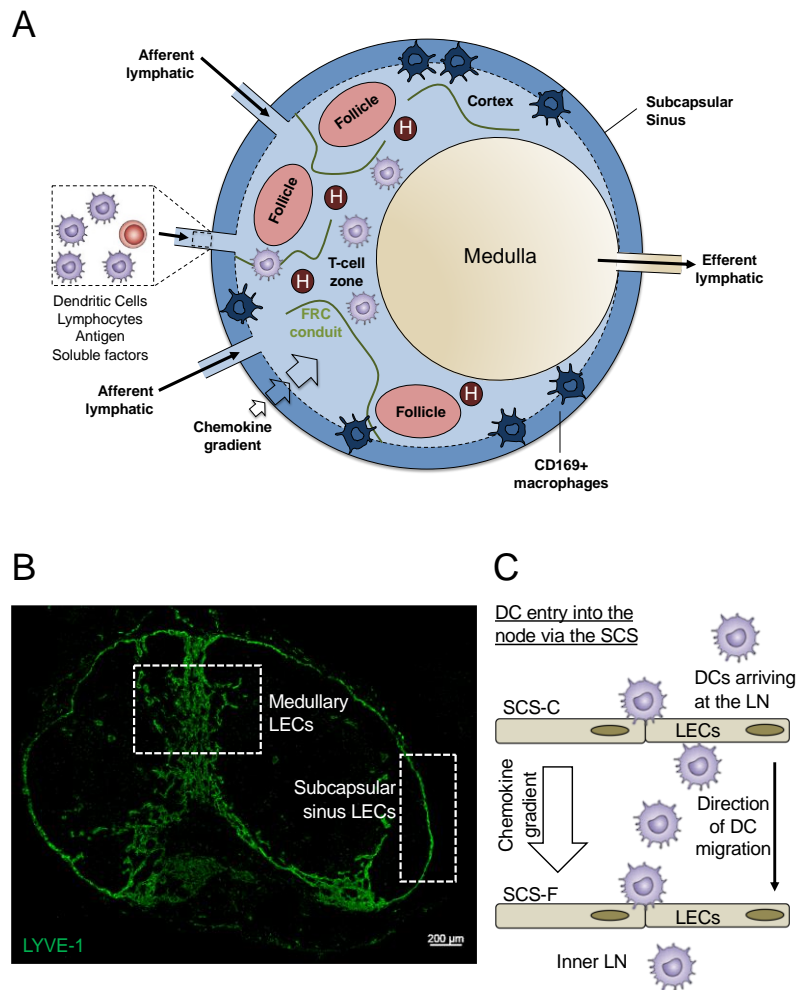 A
Afferent
lymphatic
Cortex
Subcapsular
Sinus
Follicle
H
Follicle
H
T-cell
zone
H
Medulla
Efferent
lymphatic
Dendritic Cells
Lymphocytes
Antigen
Soluble factors
FRC
conduit
Afferent
lymphatic
Chemokine
gradient
H
Follicle
CD169+
macrophages
B
Medullary
LECs
Subcapsular
sinus LECs
LYVE-1
200 µm
C
DC entry into the
node via the SCS
DCs arriving
at the LN
SCS-C
LECs
Chemokine
gradient
Direction
of DC
migration
SCS-F
LECs
Inner LN